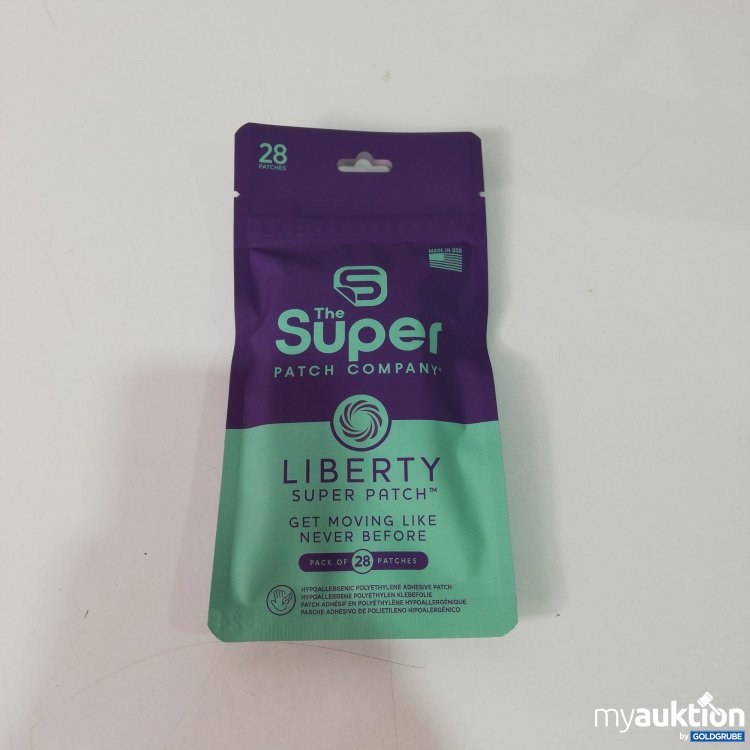 28
PATCHES
MADE IN USA
The
Super
PATCH COMPANY
LIBERTY
SUPER PATCH™
GET MOVING LIKE
NEVER BEFORE
PACK OF 28 PATCHES
HYPOALLERGENIC POLYETHYLENE ADHESIVE PATCH
HYPOALLERGENE POLYETHYLEN KLEBEFOLIE
PATCH ADHÉSIF EN POLYÉTHYLÈNE HYPOALLERGÉNIQUE
PARCHE ADHESIVO DE POLIETILENO HIPOALERGÉNICO
myauktion
by GOLDGRUBE